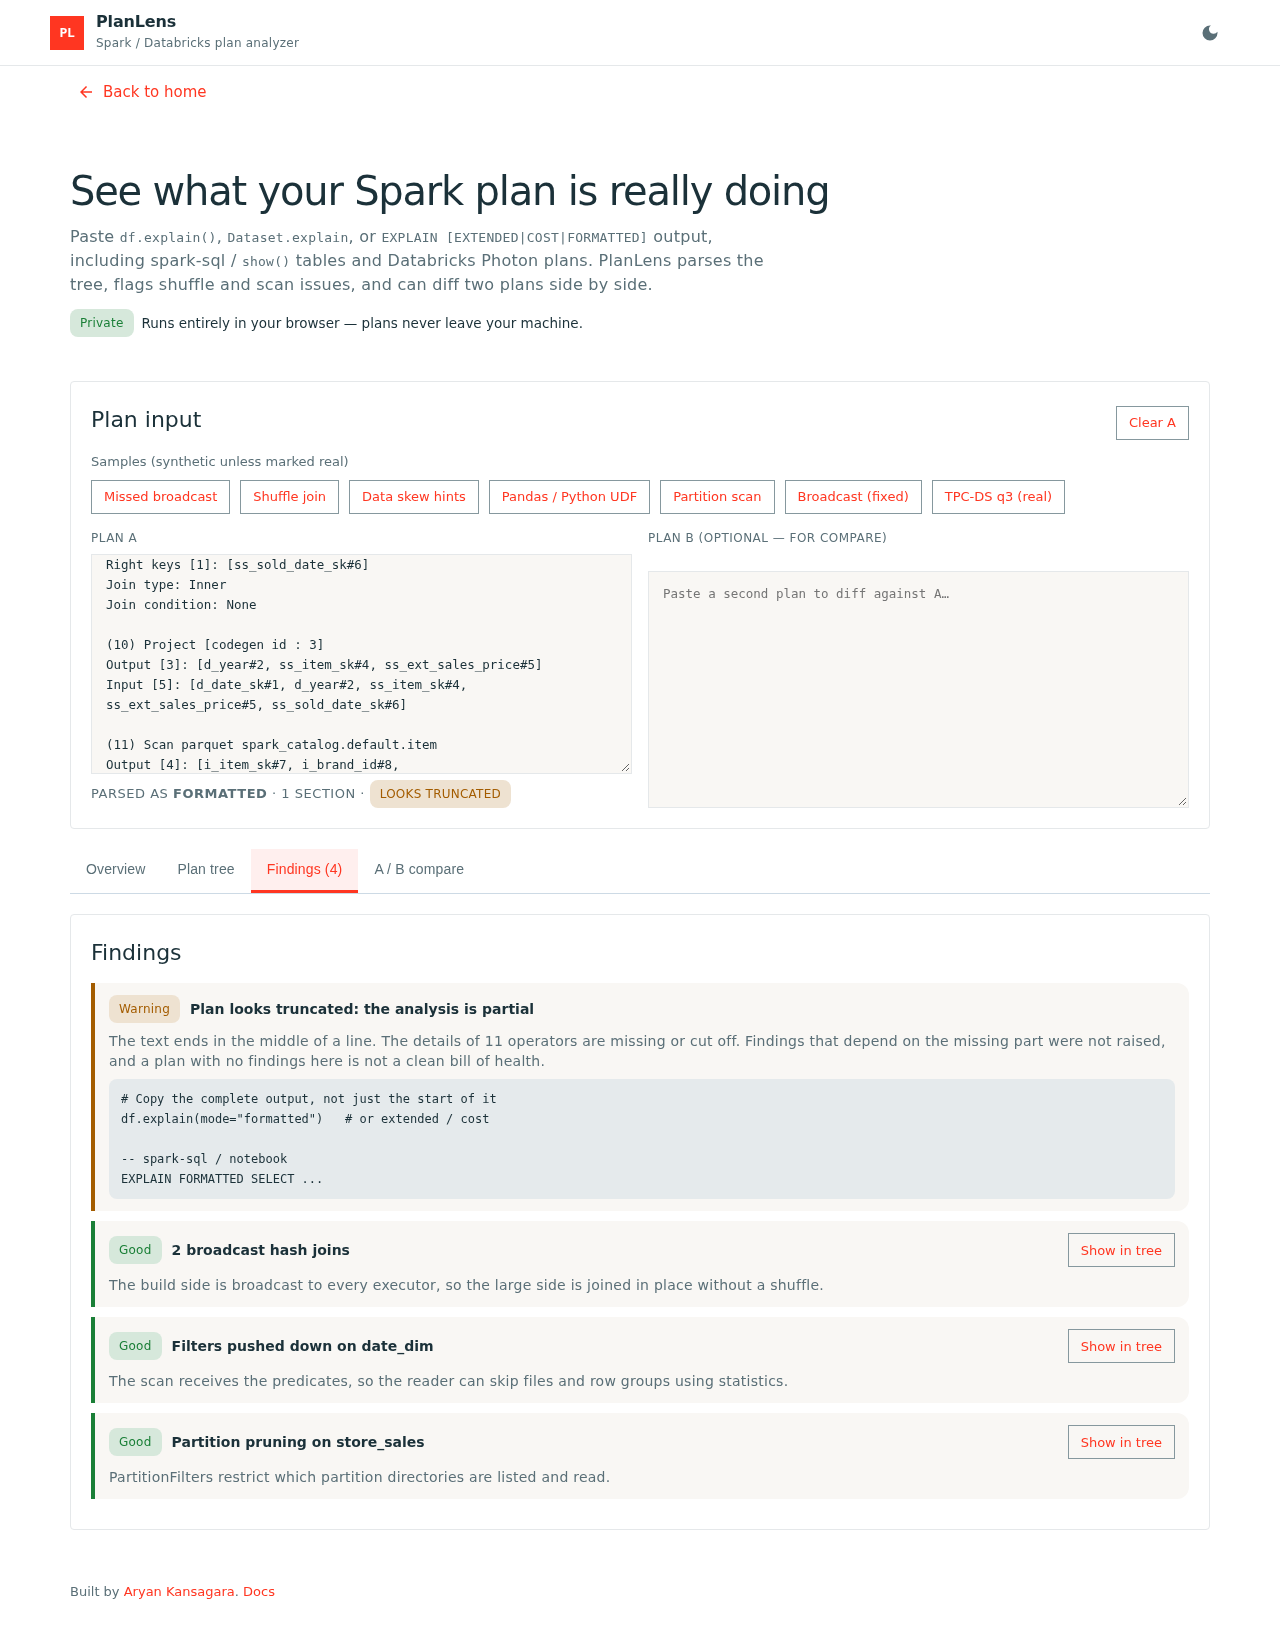 PL
PlanLens
Spark / Databricks plan analyzer
Back to home
See what your Spark plan is really doing
Paste df.explain(), Dataset.explain, or EXPLAIN [EXTENDED|COST|FORMATTED] output,
including spark-sql / show() tables and Databricks Photon plans. PlanLens parses the
tree, flags shuffle and scan issues, and can diff two plans side by side.
Private Runs entirely in your browser — plans never leave your machine.
Plan input
Clear A
Samples (synthetic unless marked real)
Missed broadcast
Shuffle join
Data skew hints
Pandas / Python UDF
Partition scan
Broadcast (fixed)
TPC-DS q3 (real)
PLAN A
Right keys [1]: [ss_sold_date_sk#6]
Join type: Inner
Join condition: None
(10) Project [codegen id : 3]
Output [3]: [d_year#2, ss_item_sk#4, ss_ext_sales_price#5]
Input [5]: [d_date_sk#1, d_year#2, ss_item_sk#4,
ss_ext_sales_price#5, ss_sold_date_sk#6]
(11) Scan parquet spark_catalog.default.item
Output [4]: [i_item_sk#7, i_brand_id#8,
PARSED AS FORMATTED · 1 SECTION · LOOKS TRUNCATED
PLAN B (OPTIONAL — FOR COMPARE)
Paste a second plan to diff against A…
Overview
Plan tree
Findings (4)
A / B compare
Findings
Warning Plan looks truncated: the analysis is partial
The text ends in the middle of a line. The details of 11 operators are missing or cut off. Findings that depend on the missing part were not raised,
and a plan with no findings here is not a clean bill of health.
# Copy the complete output, not just the start of it
df.explain(mode="formatted")   # or extended / cost
-- spark-sql / notebook
EXPLAIN FORMATTED SELECT ...
Good 2 broadcast hash joins
Show in tree
The build side is broadcast to every executor, so the large side is joined in place without a shuffle.
Good Filters pushed down on date_dim
Show in tree
The scan receives the predicates, so the reader can skip files and row groups using statistics.
Good Partition pruning on store_sales
Show in tree
PartitionFilters restrict which partition directories are listed and read.
Built by Aryan Kansagara. Docs